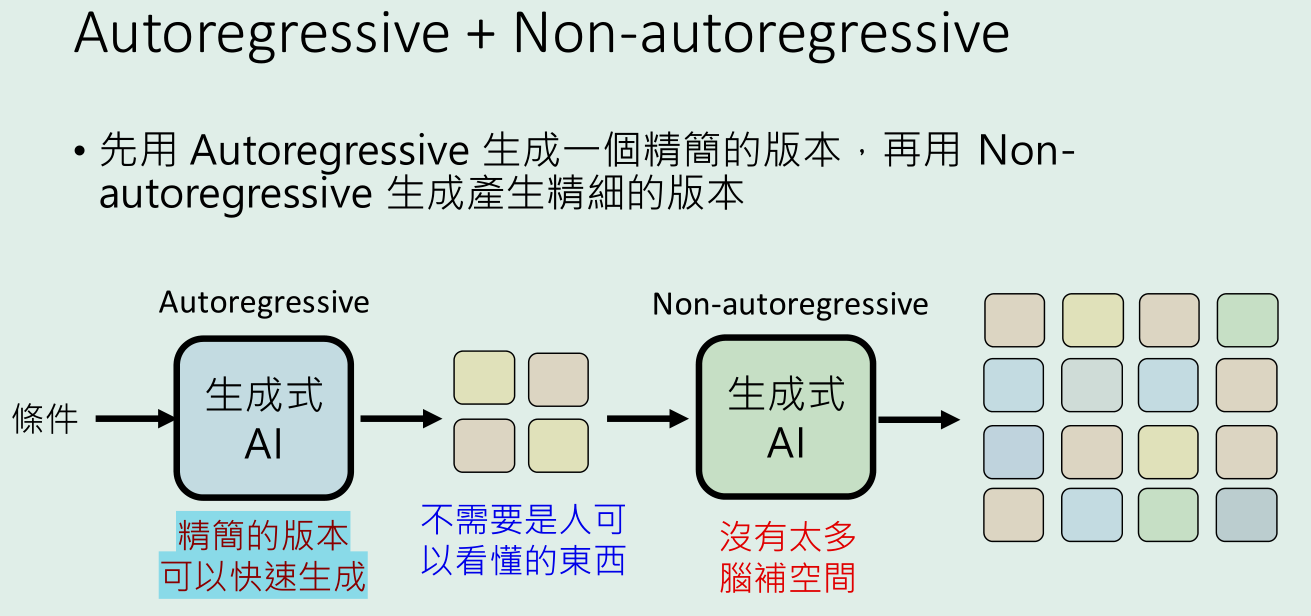 Autoregressive + Non-autoregressive
• 先用 Autoregressive 生成一個精簡的版本，再用 Non-
autoregressive 生成產生精細的版本
Autoregressive
Non-autoregressive
條件
生成式
AI
生成式
AI
精簡的版本
可以快速生成
不需要是人可
以看懂的東西
沒有太多
腦補空間